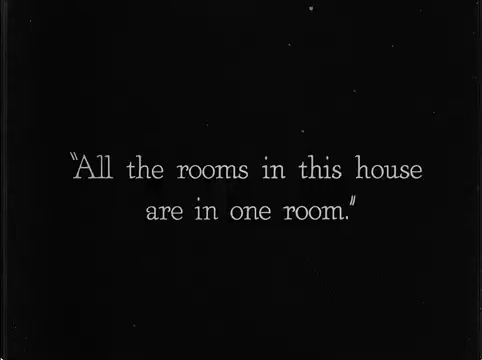 "All the rooms in this house
are in one room."